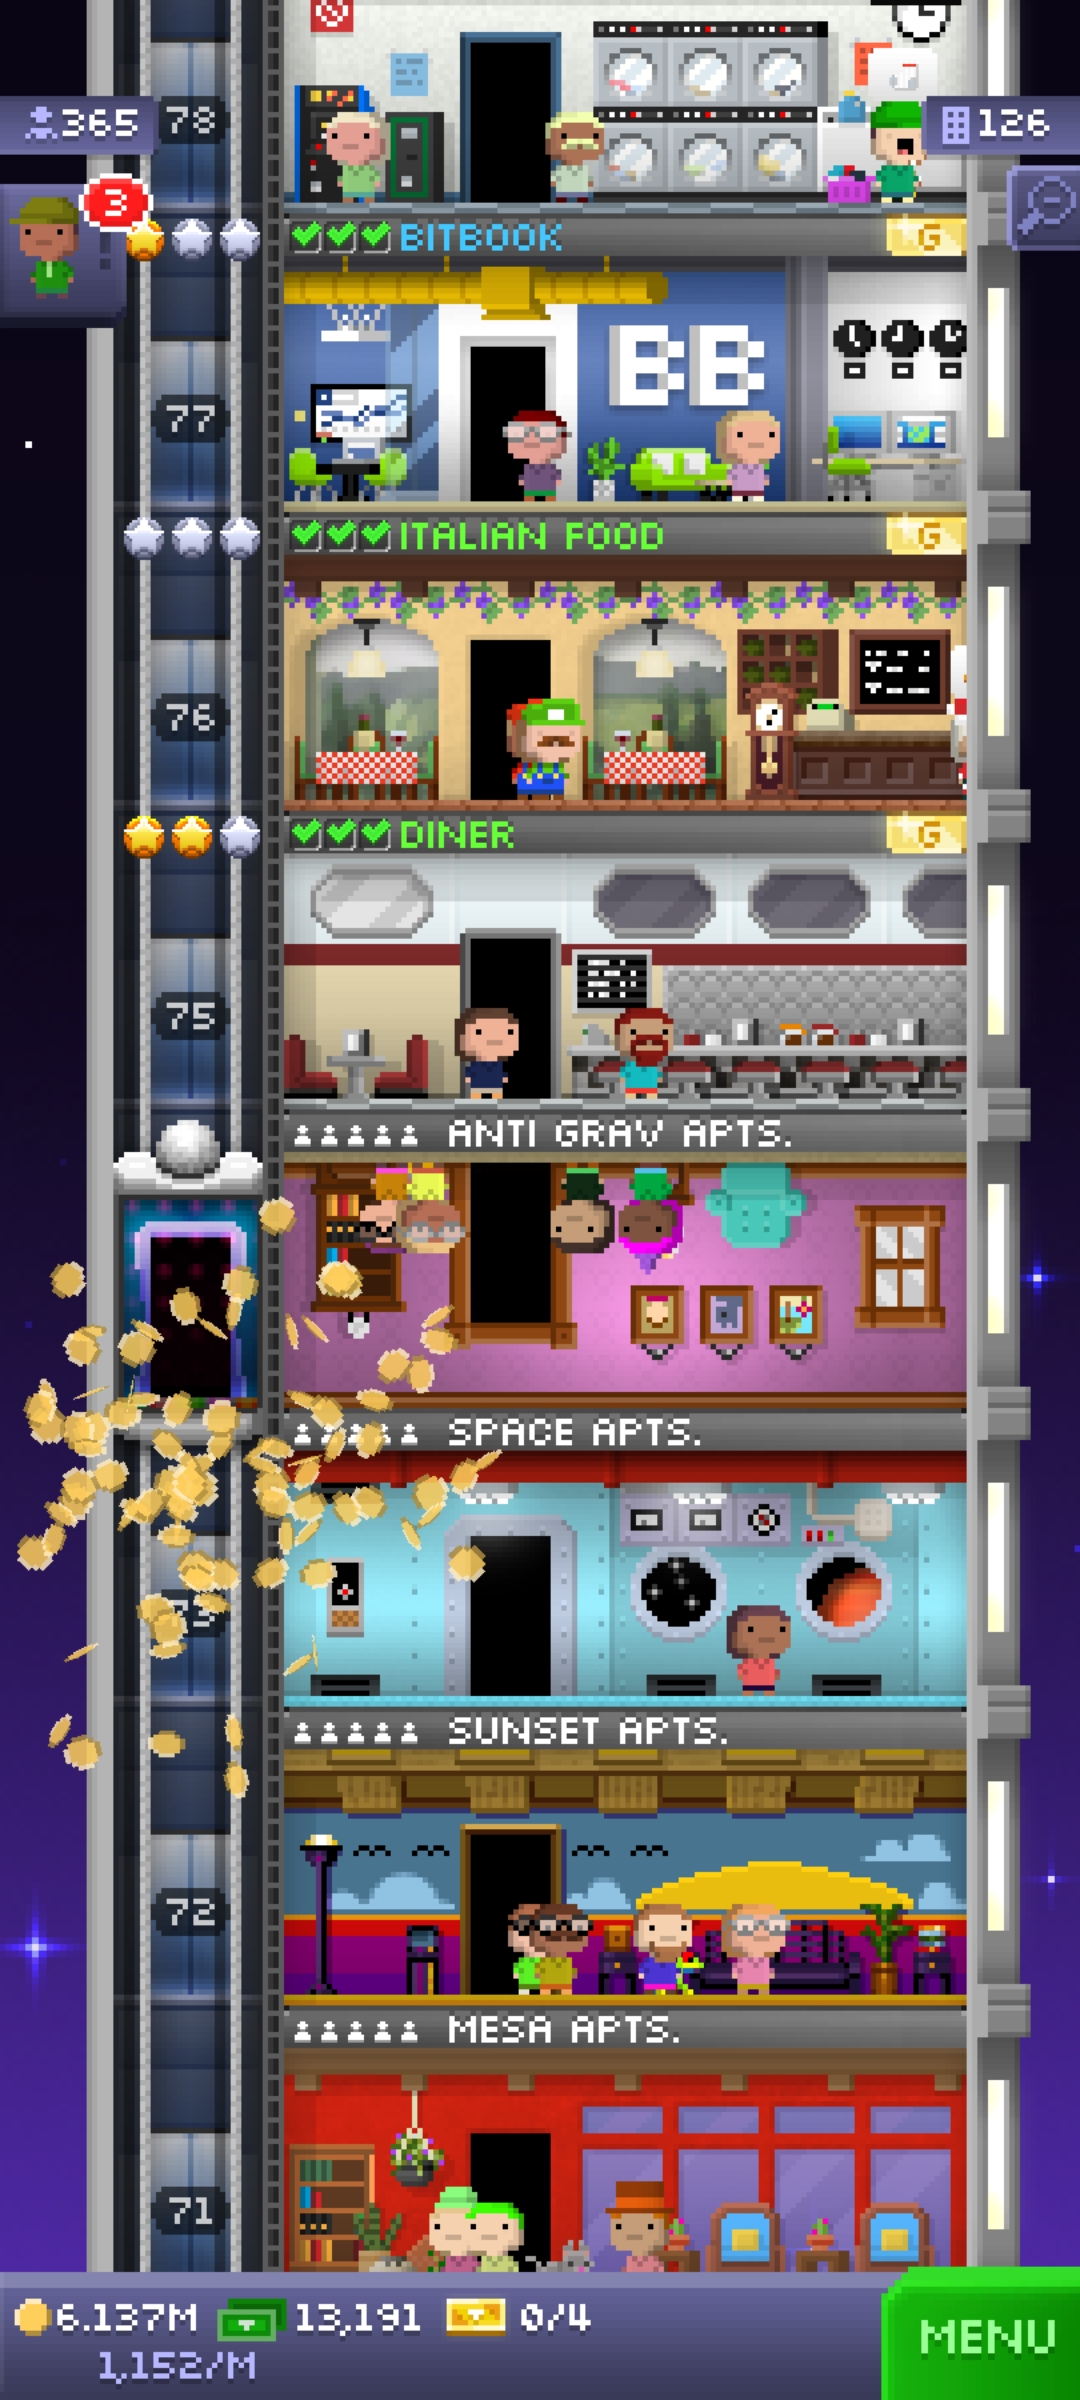 365
78
126
3
BITBOOK
G
BB
77
ITALIAN FOOD
G
76
DINER
G
75
ANTI GRAV APTS.
SPACE APTS.
SUNSET APTS.
72
MESA APTS.
71
6.137M
13,191
0/4
MENU
1,152/M